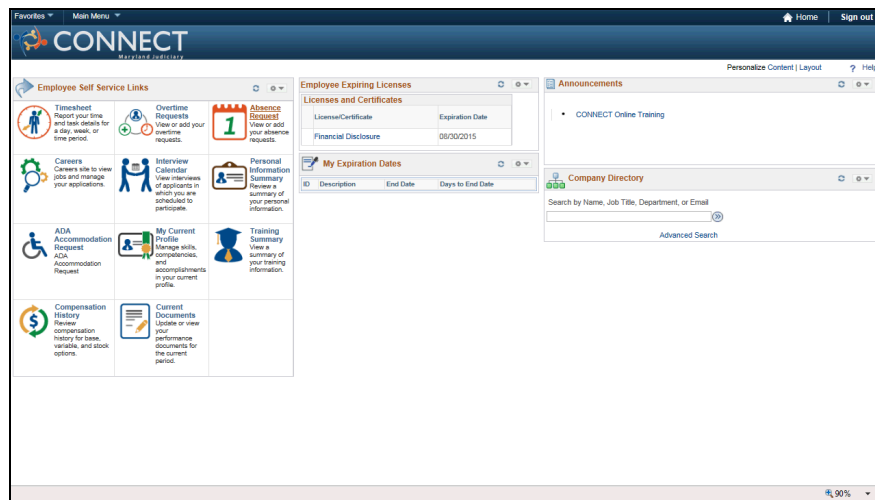 Favorites Main Menu
Home Sign out
CONNECT
Maryland Judiciary
Personalize Content | Layout ? Help
Employee Self Service Links
Timesheet
Report your time
and task details for
a day, week, or
time period.
Overtime
Requests
View or add your
overtime
requests.
Absence
Request
View or add
your absence
requests.
1
Careers
Careers site to view
jobs and manage
your applications.
Interview
Calendar
View interviews
of applicants in
which you are
scheduled to
participate.
Personal
Information
Summary
Review a
summary of
your personal
information.
ADA
Accommodation
Request
ADA
Accommodation
Request
My Current
Profile
Manage skills,
competencies,
and
accomplishments
in your current
profile.
Training
Summary
View a
summary of
your training
information.
Compensation
History
Review
compensation
history for base,
variable, and stock
options.
$
Current
Documents
Update or view
your
performance
documents for
the current
period.
Employee Expiring Licenses
Licenses and Certificates
License/Certificate Expiration Date
Financial Disclosure 08/30/2015
My Expiration Dates
ID Description End Date Days to End Date
Announcements
• CONNECT Online Training
Company Directory
Search by Name, Job Title, Department, or Email
Advanced Search
90%